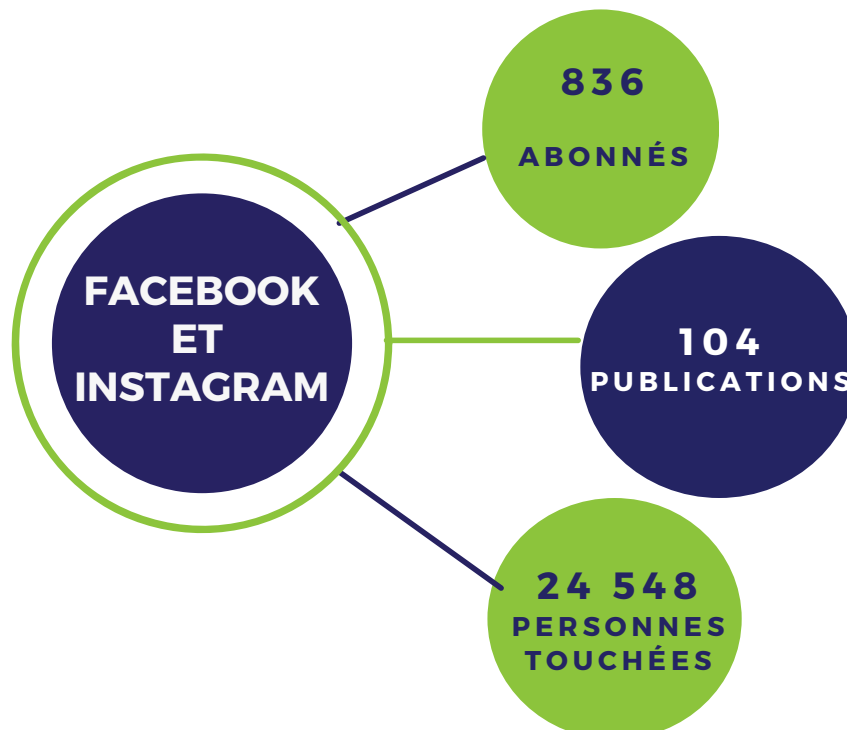 FACEBOOK
ET
INSTAGRAM
836
ABONNÉS
104
PUBLICATIONS
24 548
PERSONNES
TOUCHÉES